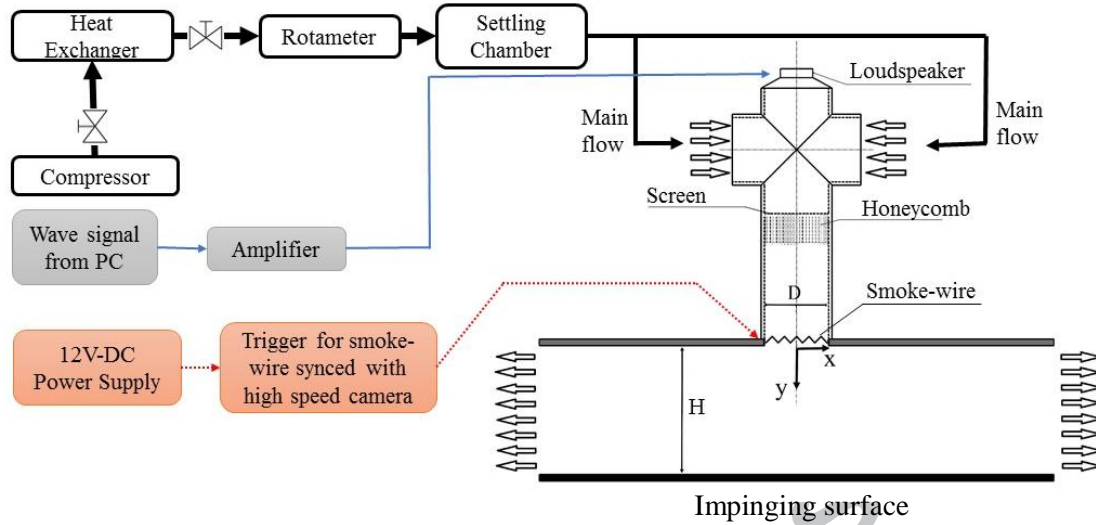 Heat
Exchanger
Rotameter
Settling
Chamber
Loudspeaker
Main
flow
Main
flow
Compressor
Screen
Honeycomb
Wave signal
from PC
Amplifier
D
Smoke-wire
12V-DC
Power Supply
Trigger for smoke-
wire synced with
high speed camera
x
y
H
Impinging surface